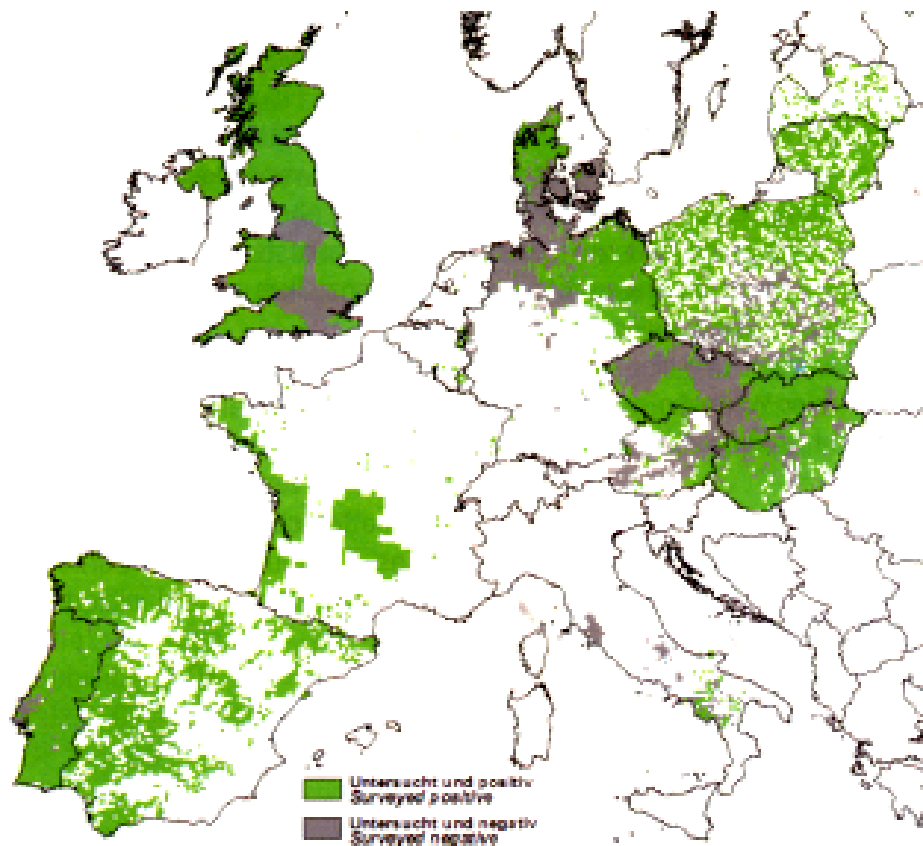 Untersucht und positiv
Surveyed positive
Untersucht und negativ
Surveyed negative